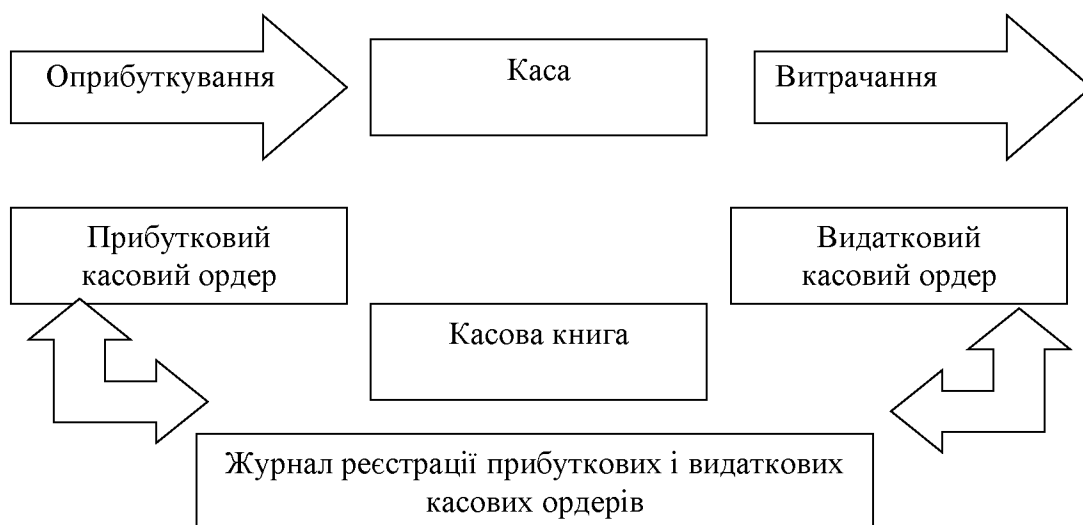 Оприбуткування
Каса
Витрачання
Прибутковий
касовий ордер
Видатковий
касовий ордер
Касова книга
Журнал реєстрації прибуткових і видаткових
касових ордерів